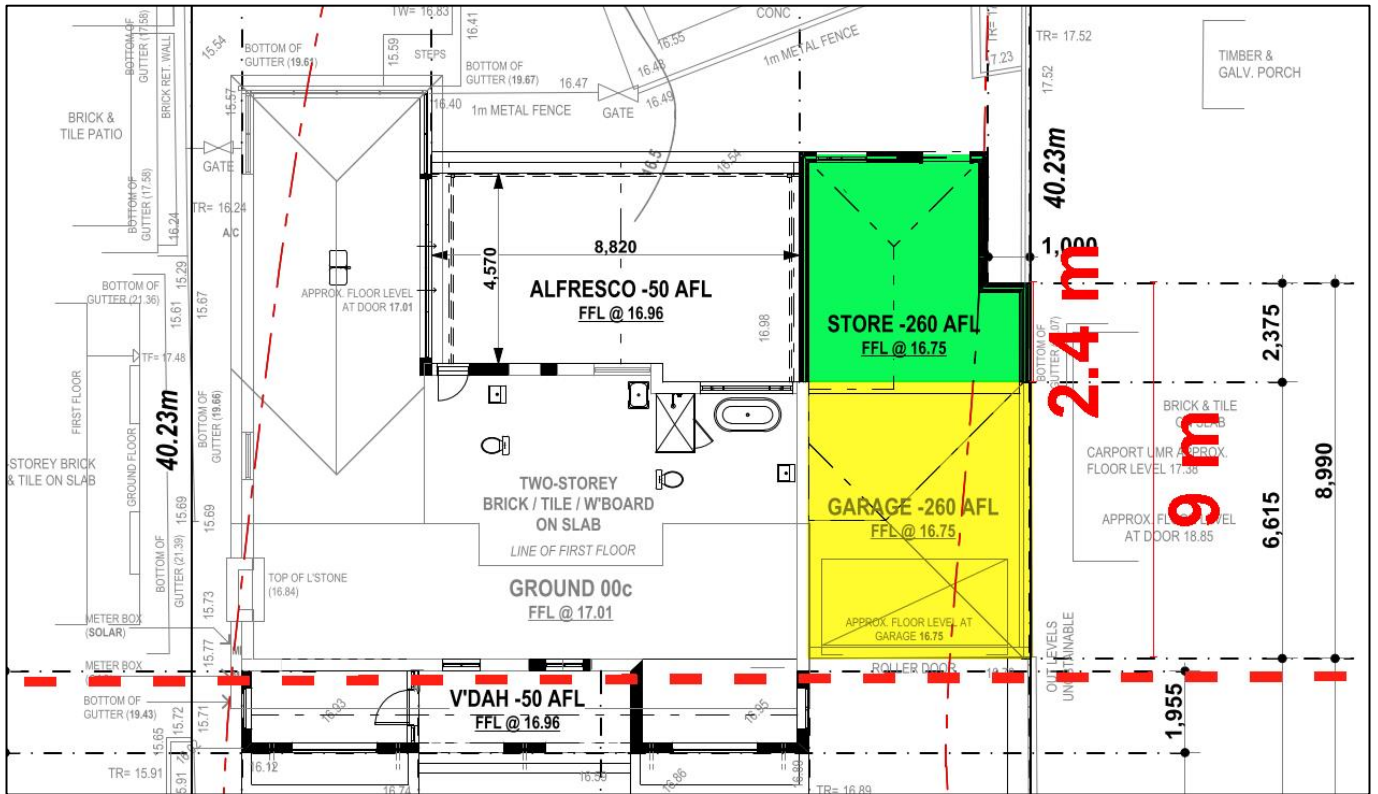 TW= 16.83
CONC
BOTTOM OF
GUTTER (17.58)
BRICK RET. WALL
15.54
BOTTOM OF
GUTTER (19.61)
15.59
STEPS
16.41
BOTTOM OF
GUTTER (19.67)
16.55
16.48
1m METAL FENCE
TR=
7.23
TR= 17.52
17.52
TIMBER &
GALV. PORCH
BRICK &
TILE PATIO
GATE
15.57
16.40
1m METAL FENCE
16.47
GATE
16.49
16.5
16.54
BOTTOM OF
GUTTER (17.58)
16.24
TR= 16.24
A/C
40.23m
1,000
4,570
8,820
ALFRESCO -50 AFL
FFL @ 16.96
APPROX. FLOOR LEVEL
AT DOOR 17.01
16.98
STORE -260 AFL
FFL @ 16.75
BOTTOM OF
2.4 m
2,375
BOTTOM OF
GUTTER (21.36)
15.29
15.61
15.67
TF= 17.48
FIRST FLOOR
GROUND FLOOR
40.23m
BOTTOM OF
GUTTER (19.66)
-STOREY BRICK
& TILE ON SLAB
TWO-STOREY
BRICK / TILE / W'BOARD
ON SLAB
LINE OF FIRST FLOOR
GROUND 00c
FFL @ 17.01
GARAGE -260 AFL
FFL @ 16.75
APPROX. FLOOR LEVEL AT
GARAGE 16.75
ROLLER DOOR
BRICK & TILE
CARPORT UMR APPROX.
FLOOR LEVEL 17.38
9 m
APPROX. FLOOR LEVEL
AT DOOR 18.85
6,615
8,990
15.69
15.69
BOTTOM OF
GUTTER (21.39)
TOP OF L'STONE
(16.84)
15.73
METER BOX
(SOLAR)
15.77
METER BOX
BOTTOM OF
GUTTER (19.43)
15.72
15.71
15.65
TR= 15.91
5.91
16.93
V'DAH -50 AFL
FFL @ 16.96
16.95
16.12
16.74
16.59
16.86
TR= 16.89
OUT LEVELS
1,955